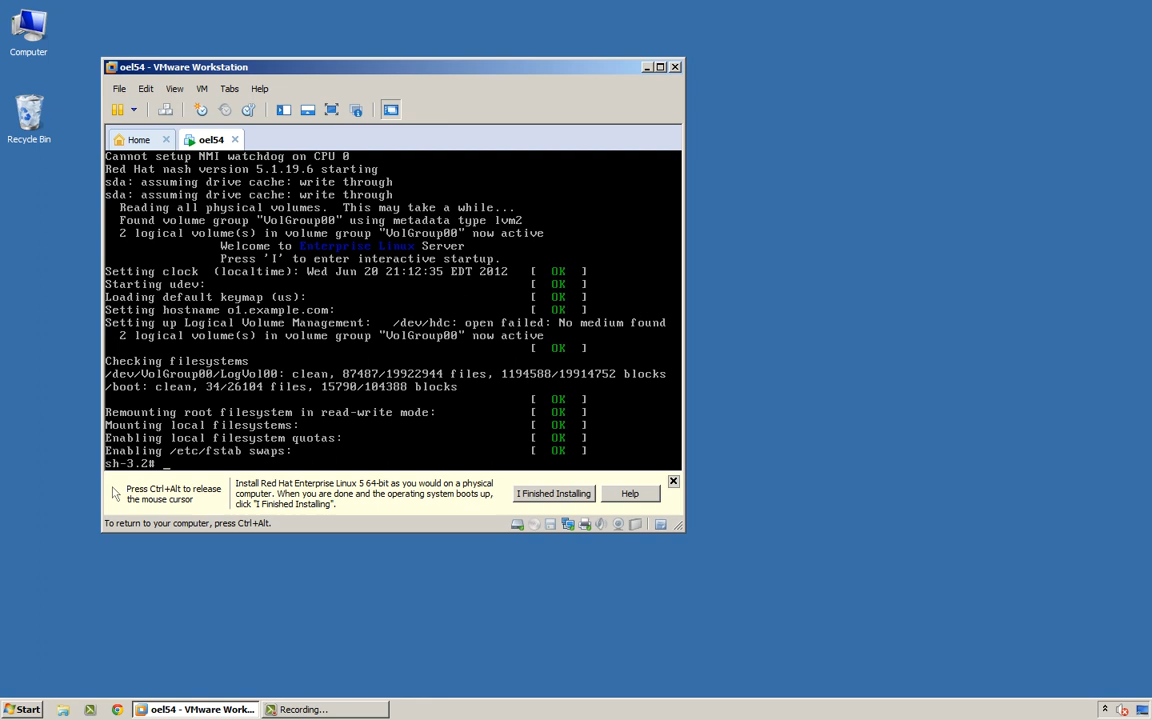 Computer
Recycle Bin
oel54 - VMware Workstation
File Edit View VM Tabs Help
Home oel54
Cannot setup NMI watchdog on CPU 0
Red Hat nash version 5.1.19.6 starting
sda: assuming drive cache: write through
sda: assuming drive cache: write through
Reading all physical volumes. This may take a while...
Found volume group "VolGroup00" using metadata type lvm2
2 logical volume(s) in volume group "VolGroup00" now active
Welcome to Enterprise Linux Server
Press 'I' to enter interactive startup.
Setting clock (localtime): Wed Jun 20 21:12:35 EDT 2012 [ OK ]
Starting udev: [ OK ]
Loading default keymap (us): [ OK ]
Setting hostname o1.example.com: [ OK ]
Setting up Logical Volume Management: /dev/hdc: open failed: No medium found
2 logical volume(s) in volume group "VolGroup00" now active
[ OK ]
Checking filesystems
/dev/VolGroup00/LogVol00: clean, 87487/19922944 files, 1194588/19914752 blocks
/boot: clean, 34/26104 files, 15790/104388 blocks
[ OK ]
Remounting root filesystem in read-write mode: [ OK ]
Mounting local filesystems: [ OK ]
Enabling local filesystem quotas: [ OK ]
Enabling /etc/fstab swaps: [ OK ]
sh-3.2# _
Press Ctrl+Alt to release
the mouse cursor
Install Red Hat Enterprise Linux 5 64-bit as you would on a physical
computer. When you are done and the operating system boots up,
click "I Finished Installing".
I Finished Installing
Help
To return to your computer, press Ctrl+Alt.
Start
oel54 - VMware Work...
Recording...